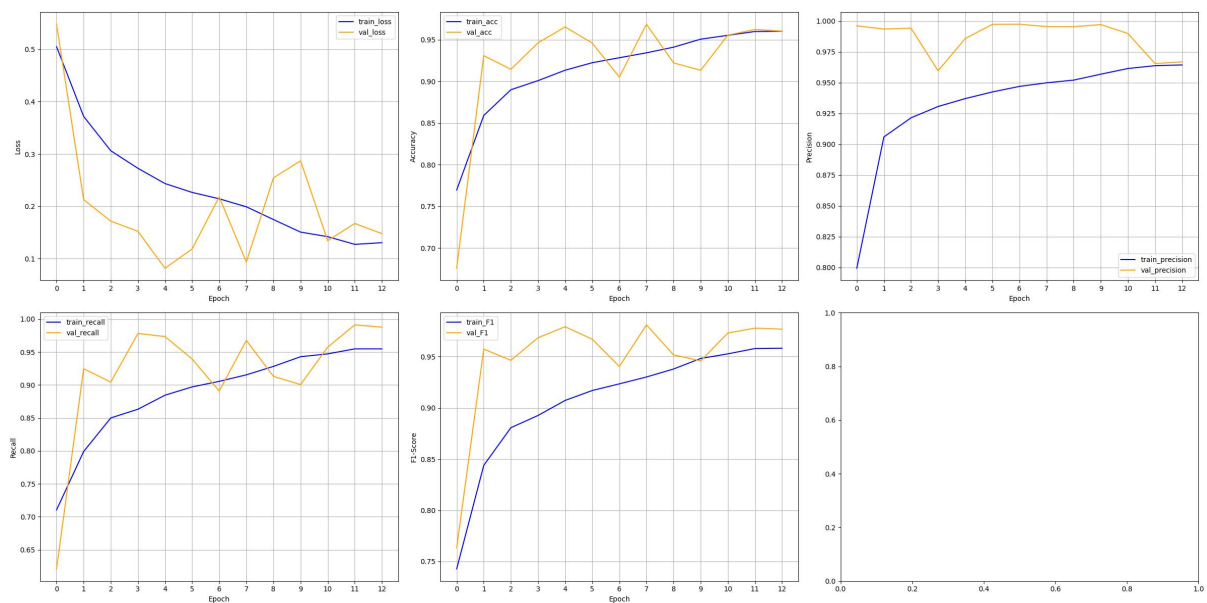 train_loss
val_loss
0.5
0.4
0.3
0.2
0.1
Loss
0 1 2 3 4 5 6 7 8 9 10 11 12
Epoch
train_acc
val_acc
0.95
0.90
0.85
0.80
0.75
0.70
Accuracy
0 1 2 3 4 5 6 7 8 9 10 11 12
Epoch
1.000
0.975
0.950
0.925
0.900
0.875
0.850
0.825
0.800
Precision
train_precision
val_precision
0 1 2 3 4 5 6 7 8 9 10 11 12
Epoch
train_recall
val_recall
1.00
0.95
0.90
0.85
0.80
0.75
0.70
0.65
Recall
0 1 2 3 4 5 6 7 8 9 10 11 12
Epoch
train_F1
val_F1
0.95
0.90
0.85
0.80
0.75
F1-Score
0 1 2 3 4 5 6 7 8 9 10 11 12
Epoch
1.0
0.8
0.6
0.4
0.2
0.0
0.0 0.2 0.4 0.6 0.8 1.0